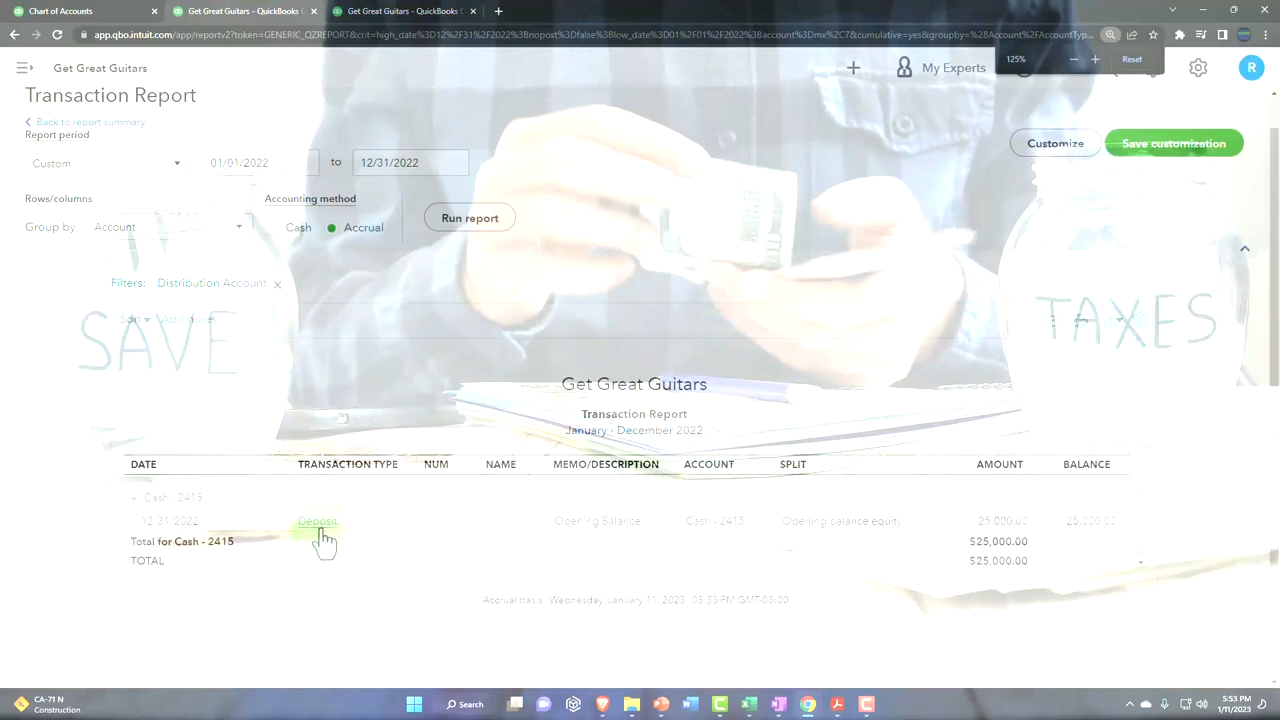 Chart of Accounts
Get Great Guitars - QuickBooks
Get Great Guitars - QuickBooks
app.qbo.intuit.com/app/reportv2?token=GENERIC_QZREPORT&crit=high_date%3D12%2F31%2F2022%3Bnopost%3Dfalse%3Blow_date%3D01%2F01%2F2022%3Baccount%3Dmx%2C7&cumulative=yes&groupby=%28Account%2FAccountTyp...
125%
Reset
Get Great Guitars
My Experts
R
Transaction Report
Back to report summary
Report period
Custom
01/01/2022
to
12/31/2022
Customize
Save customization
Rows/columns
Accounting method
Group by
Account
Cash
Accrual
Run report
Filters: Distribution Account
Sort
Add notes
SAVE
TAXES
Get Great Guitars
Transaction Report
January - December 2022
DATE TRANSACTION TYPE NUM NAME MEMO/DESCRIPTION ACCOUNT SPLIT AMOUNT BALANCE
Cash - 2415
12/31/2022 Deposit Opening Balance Cash - 2415 Opening balance equity 25,000.00 25,000.00
Total for Cash - 2415 $25,000.00
TOTAL $25,000.00
Accrual basis Wednesday, January 11, 2023 05:53 PM GMT-08:00
CA-71 N
Construction
Search
5:53 PM
1/11/2023